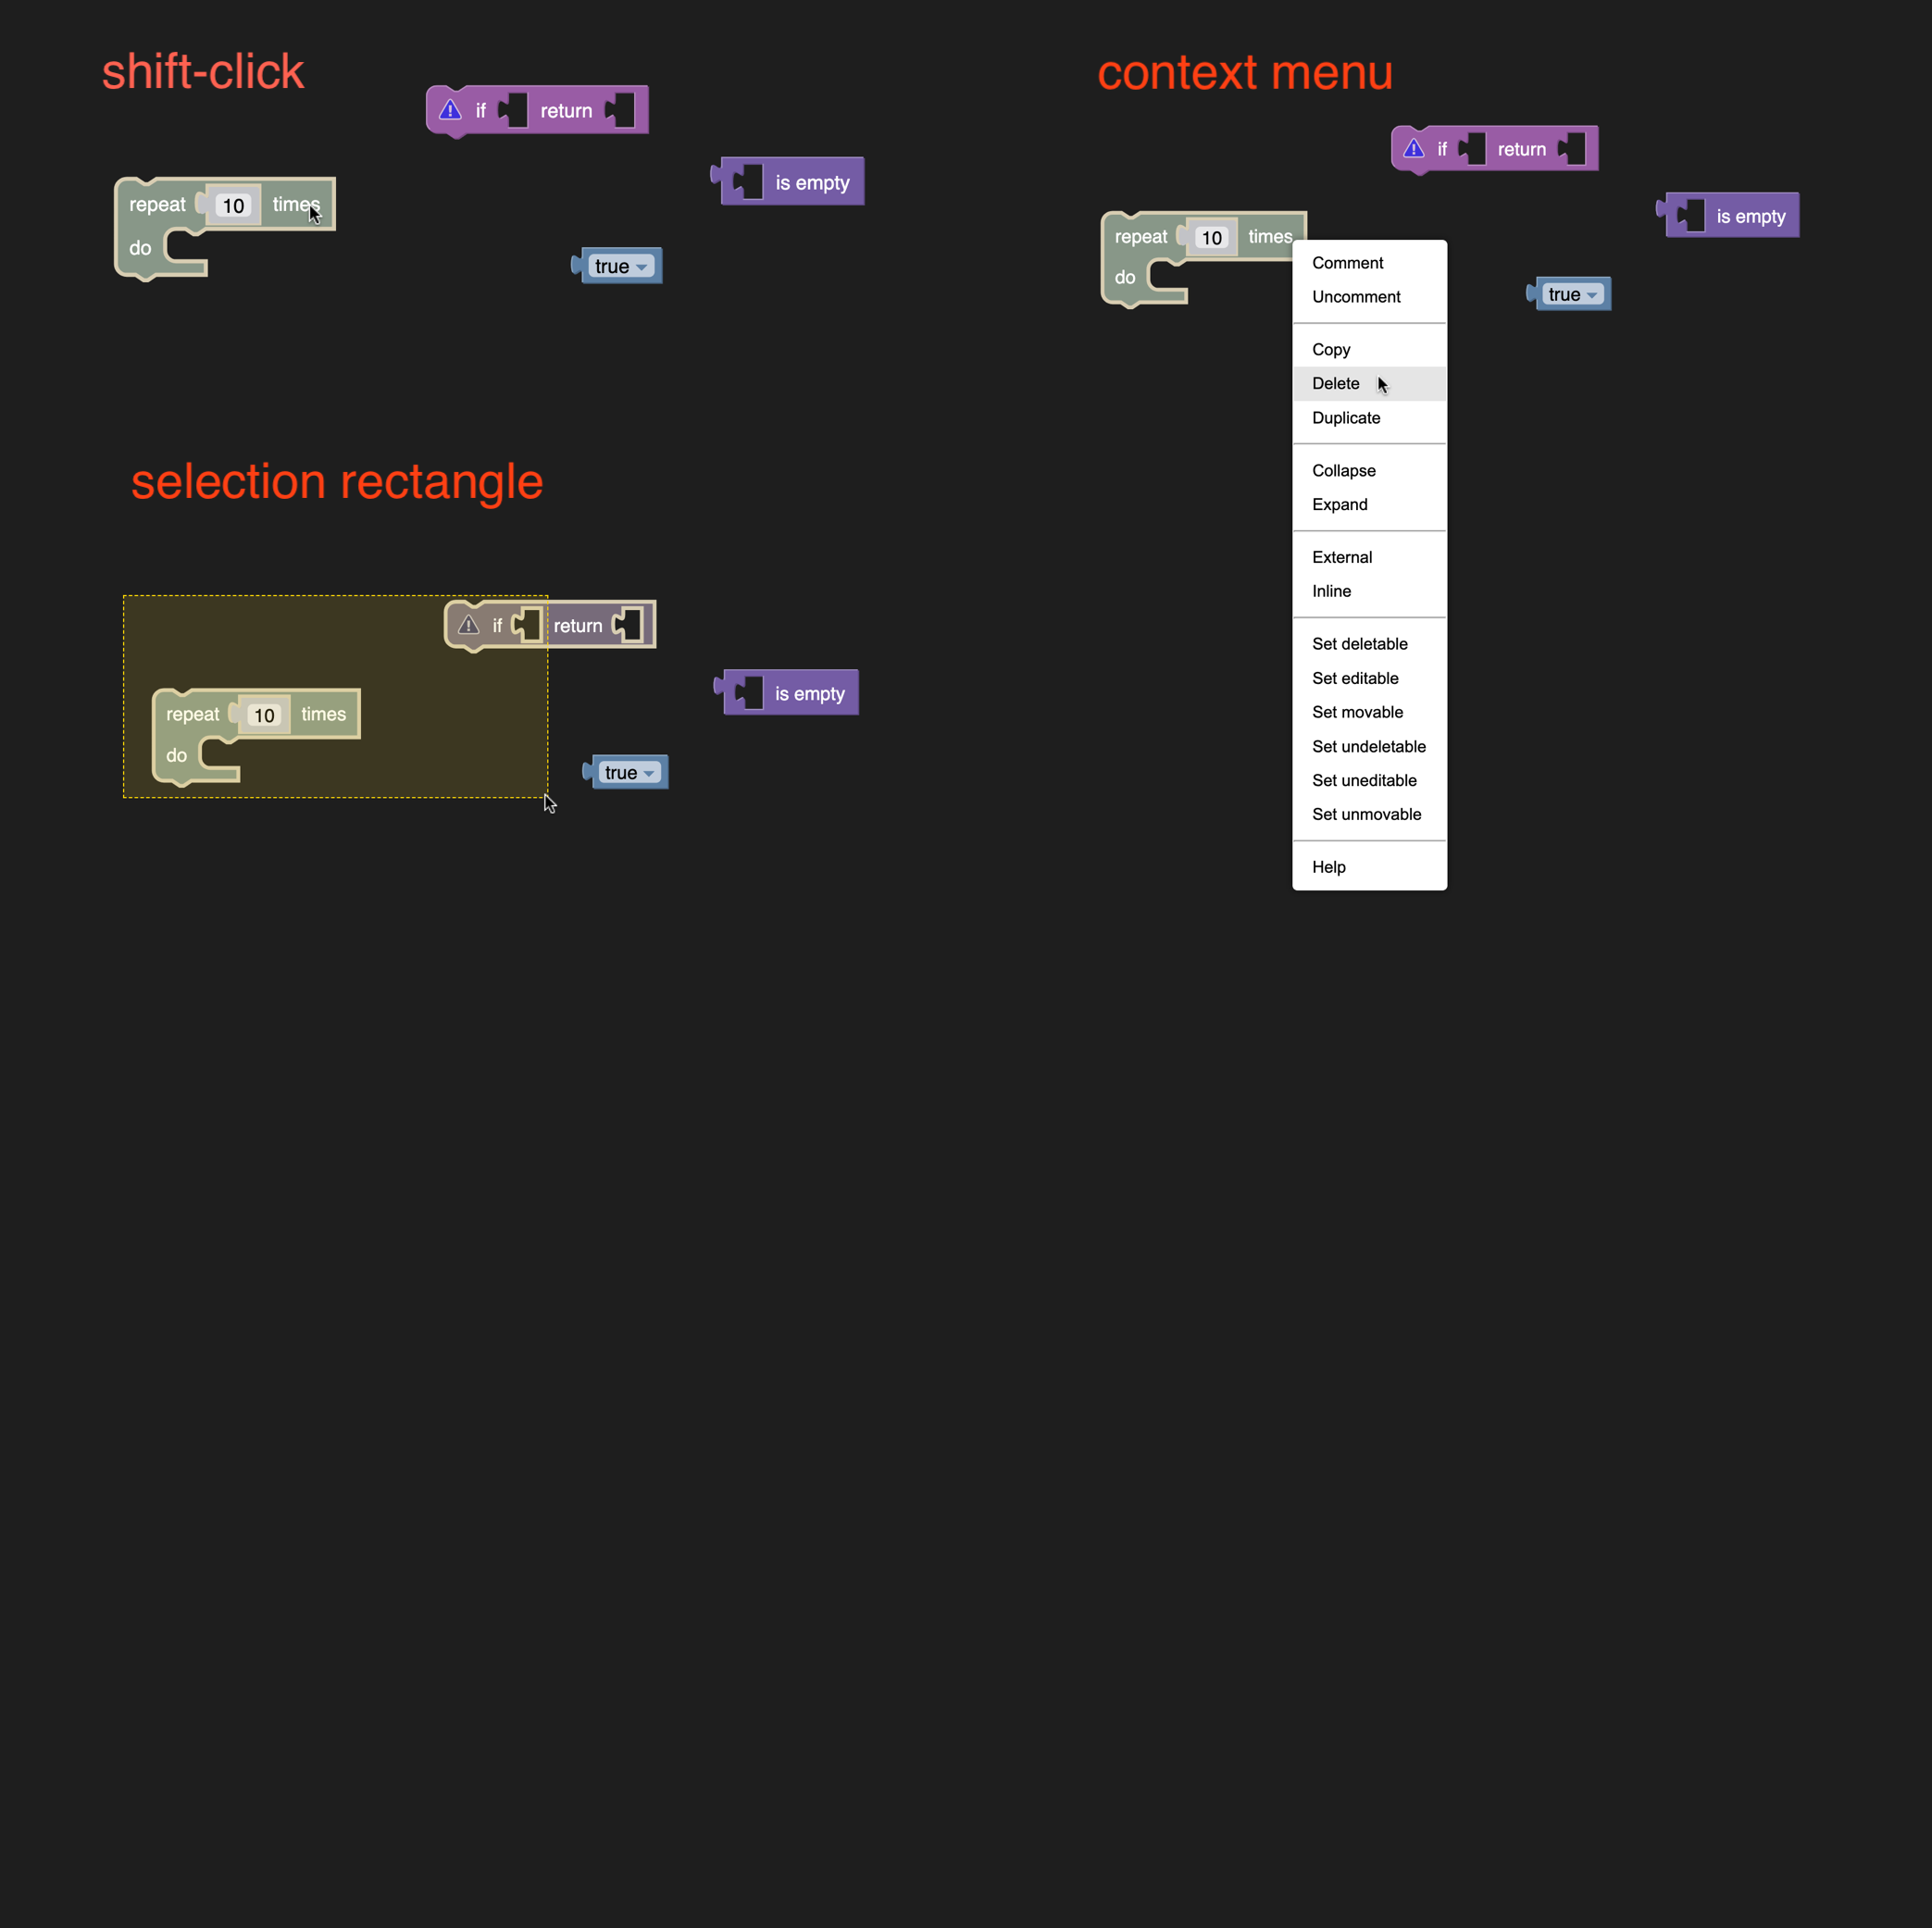 shift-click
if return
is empty
repeat 10 times
do
true
context menu
if return
is empty
repeat 10 times
do
true
Comment
Uncomment
Copy
Delete
Duplicate
Collapse
Expand
External
Inline
Set deletable
Set editable
Set movable
Set undeletable
Set uneditable
Set unmovable
Help
selection rectangle
if return
is empty
repeat 10 times
do
true